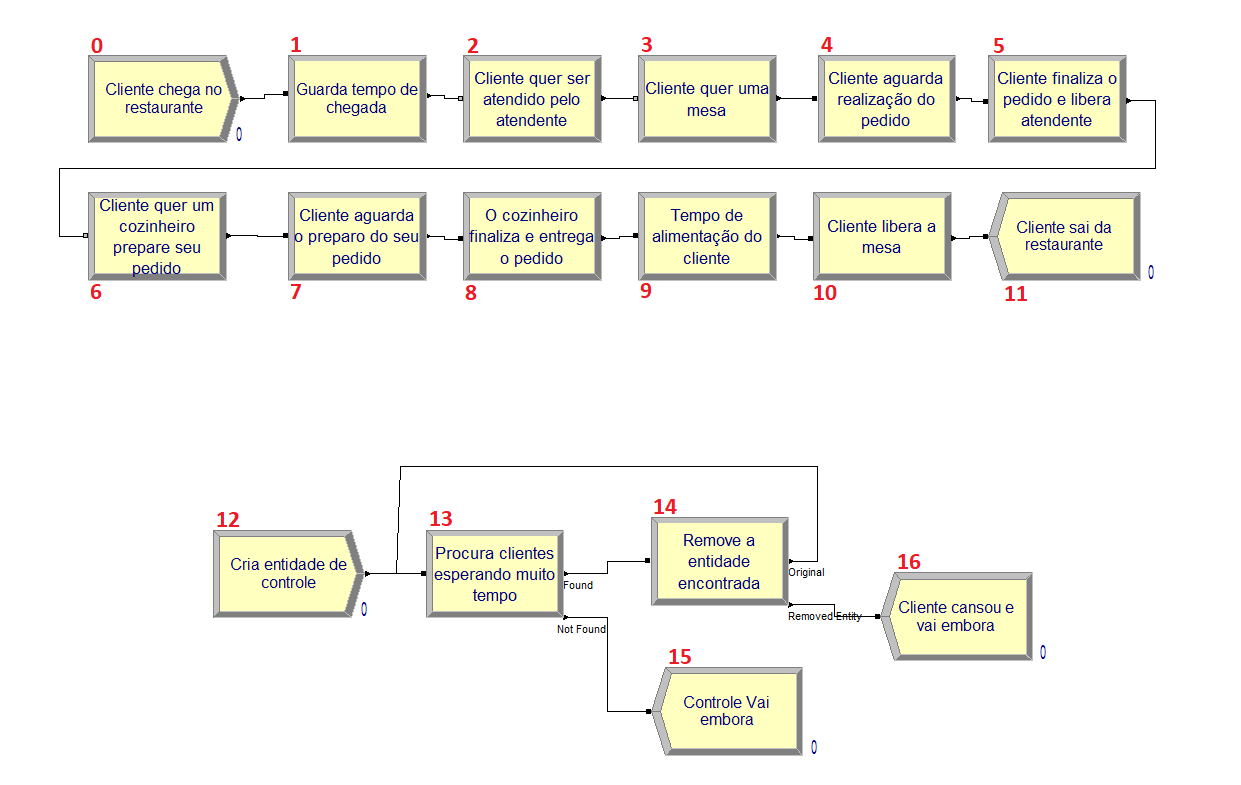 0
Cliente chega no
restaurante
0
1
Guarda tempo de
chegada
2
Cliente quer ser
atendido pelo
atendente
3
Cliente quer uma
mesa
4
Cliente aguarda
realização do
pedido
5
Cliente finaliza o
pedido e libera
atendente
Cliente quer um
cozinheiro
prepare seu
pedido
6
Cliente aguarda
o preparo do seu
pedido
7
O cozinheiro
finaliza e entrega
o pedido
8
Tempo de
alimentação do
cliente
9
Cliente libera a
mesa
10
Cliente sai da
restaurante
0
11
12
Cria entidade de
controle
0
13
Procura clientes
esperando muito
tempo
Found
Not Found
14
Remove a
entidade
encontrada
Original
Removed Entity
16
Cliente cansou e
vai embora
0
15
Controle Vai
embora
0